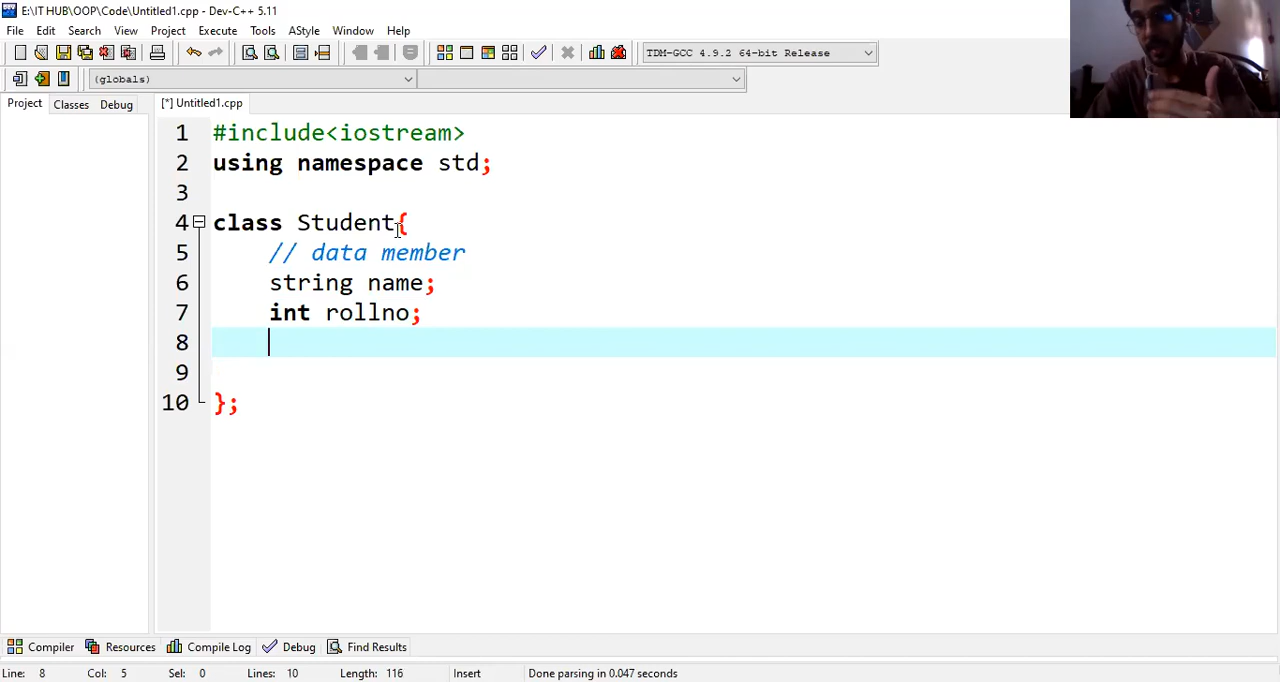 E:\IT HUB\OOP\Code\Untitled1.cpp - Dev-C++ 5.11
File Edit Search View Project Execute Tools AStyle Window Help
TDM-GCC 4.9.2 64-bit Release
(globals)
Project Classes Debug [*] Untitled1.cpp
1 #include<iostream>
2 using namespace std;
3
4 class Student{
5 // data member
6 string name;
7 int rollno;
8
9
10 };
Compiler Resources Compile Log Debug Find Results
Line: 8 Col: 5 Sel: 0 Lines: 10 Length: 116 Insert Done parsing in 0.047 seconds